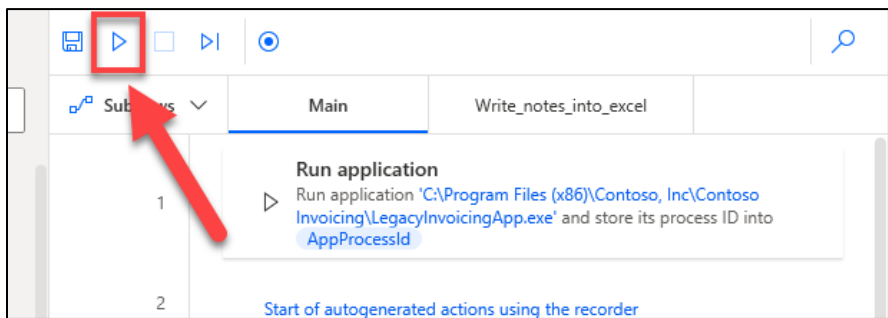 Main
Write_notes_into_excel
Run application
1
Run application 'C:\Program Files (x86)\Contoso, Inc\Contoso
Invoicing\LegacyInvoicingApp.exe' and store its process ID into
AppProcessId
2
Start of autogenerated actions using the recorder